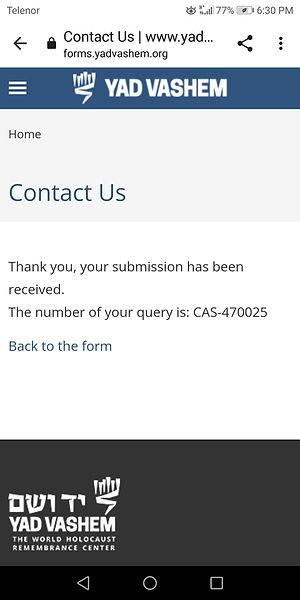 Telenor
77%
6:30 PM
Contact Us | www.yad...
forms.yadvashem.org
YAD VASHEM
Home
Contact Us
Thank you, your submission has been
received.
The number of your query is: CAS-470025
Back to the form
יד ושם
YAD VASHEM
THE WORLD HOLOCAUST
REMEMBRANCE CENTER